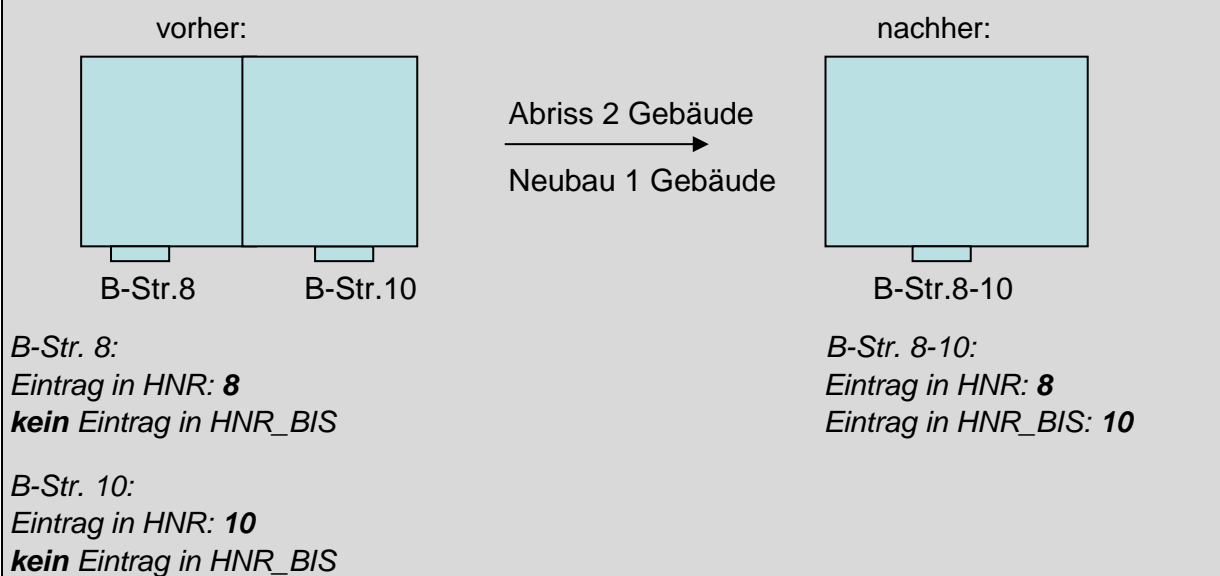 vorher:
nachher:
Abriss 2 Gebäude
Neubau 1 Gebäude
B-Str.8
B-Str.10
B-Str.8-10
B-Str. 8:
Eintrag in HNR: 8
kein Eintrag in HNR_BIS
B-Str. 10:
Eintrag in HNR: 10
kein Eintrag in HNR_BIS
B-Str. 8-10:
Eintrag in HNR: 8
Eintrag in HNR_BIS: 10